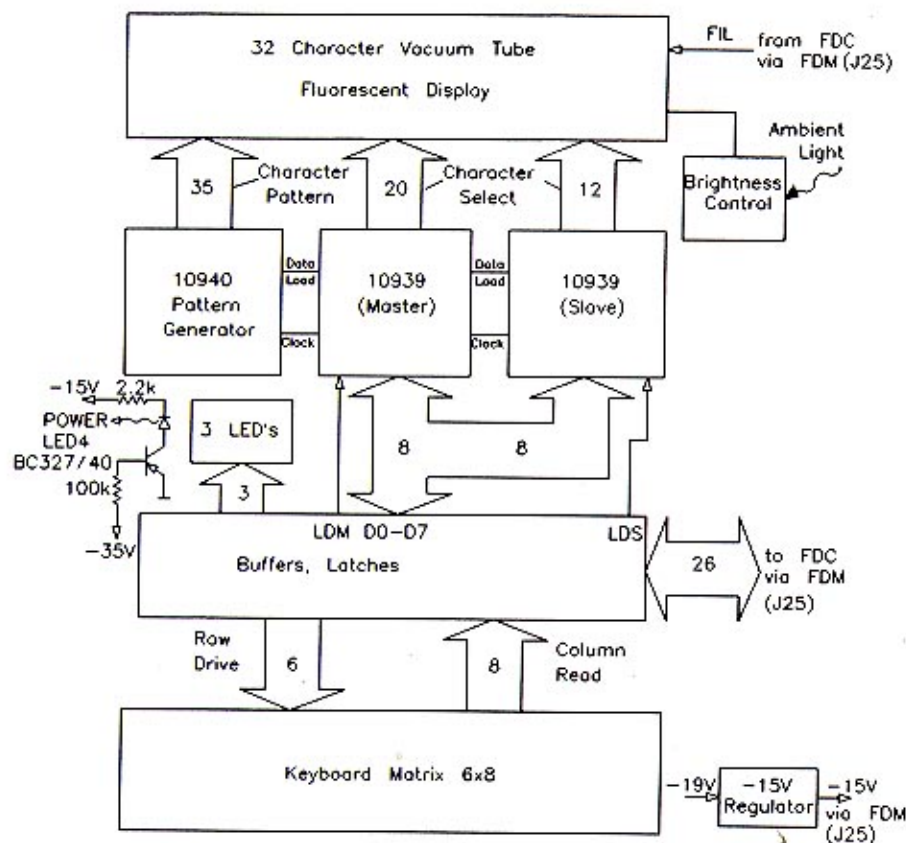 32 Character Vacuum Tube
Fluorescent Display
FIL
from FDC
via FDM (J25)
Ambient
Light
Brightness
Control
35
Character
Pattern
20
Character
Select
12
10940
Pattern
Generator
Data
Load
Clock
10939
(Master)
Data
Load
Clock
10939
(Slave)
-15V 2.2k
POWER
LED4
BC327/40
100k
-35V
3 LED's
3
8
8
LDM D0-D7
LDS
Buffers, Latches
26
to FDC
via FDM
(J25)
Row
Drive
6
8
Column
Read
Keyboard Matrix 6x8
-19V
-15V
Regulator
-15V
via FDM
(J25)